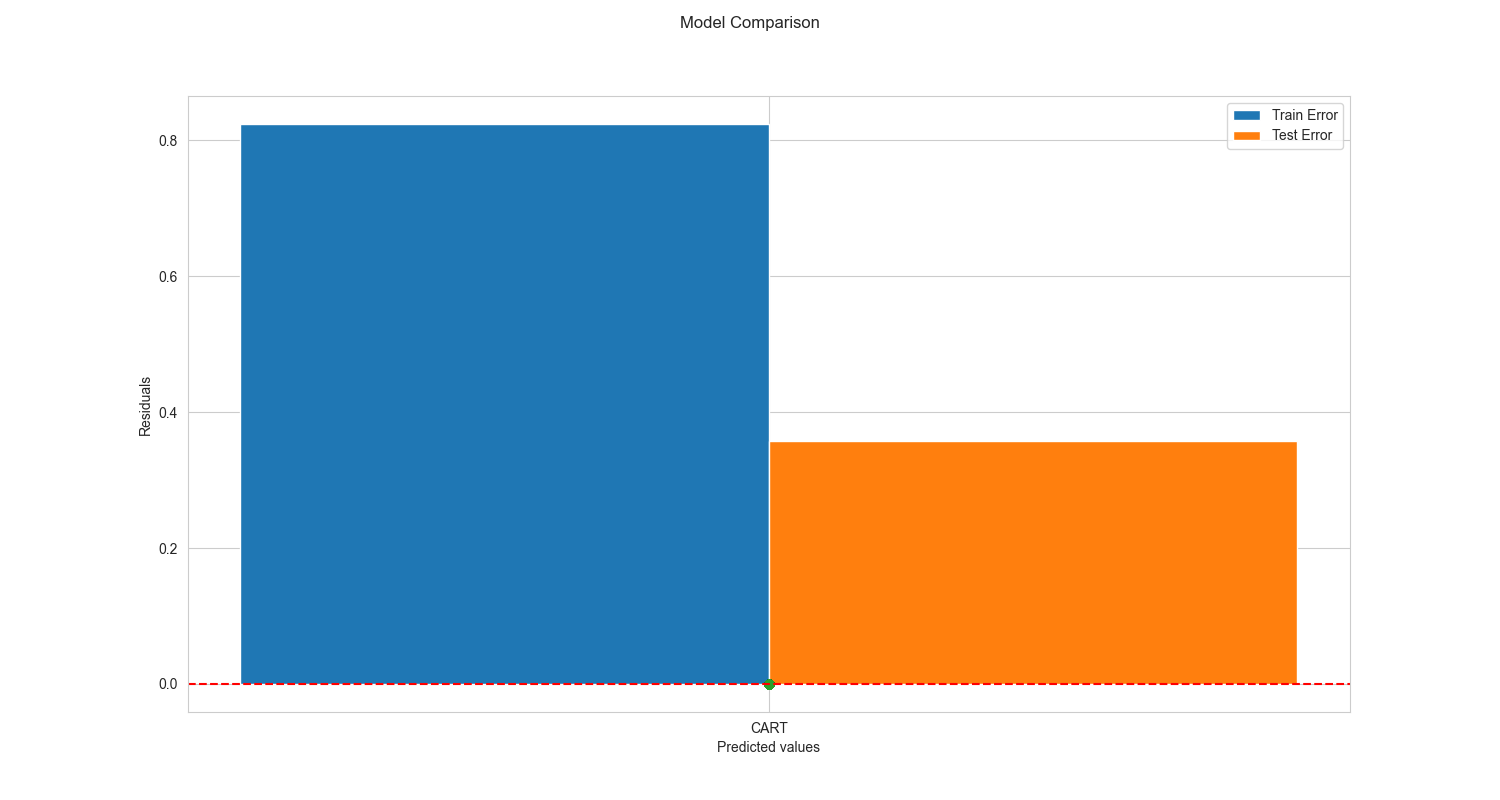 Model Comparison
Train Error
Test Error
0.8
0.6
0.4
0.2
0.0
Residuals
CART
Predicted values